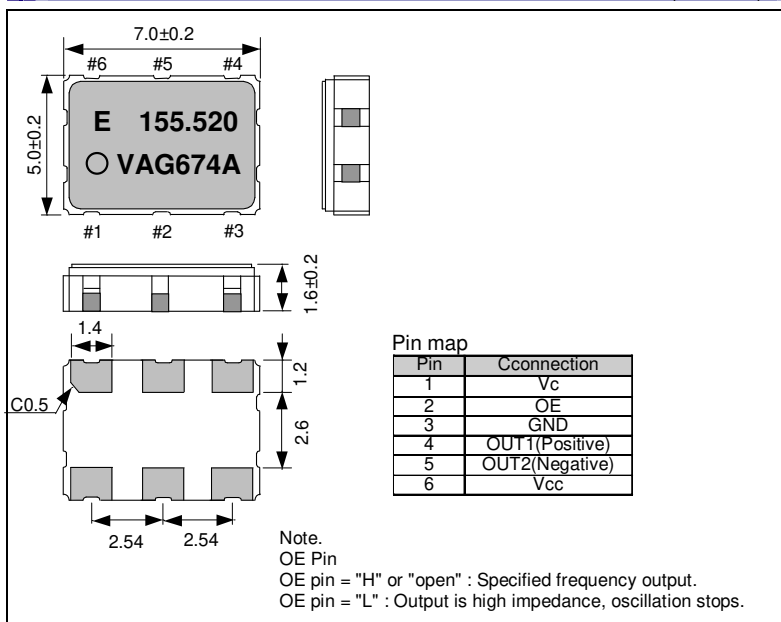 7.0±0.2
#6 #5 #4
5.0±0.2
E 155.520
VAG674A
#1 #2 #3
1.6±0.2
1.4
1.2
C0.5
2.6
2.54 2.54
Pin map
Pin Cconnection
1 Vc
2 OE
3 GND
4 OUT1(Positive)
5 OUT2(Negative)
6 Vcc
Note.
OE Pin
OE pin = "H" or "open" : Specified frequency output.
OE pin = "L" : Output is high impedance, oscillation stops.